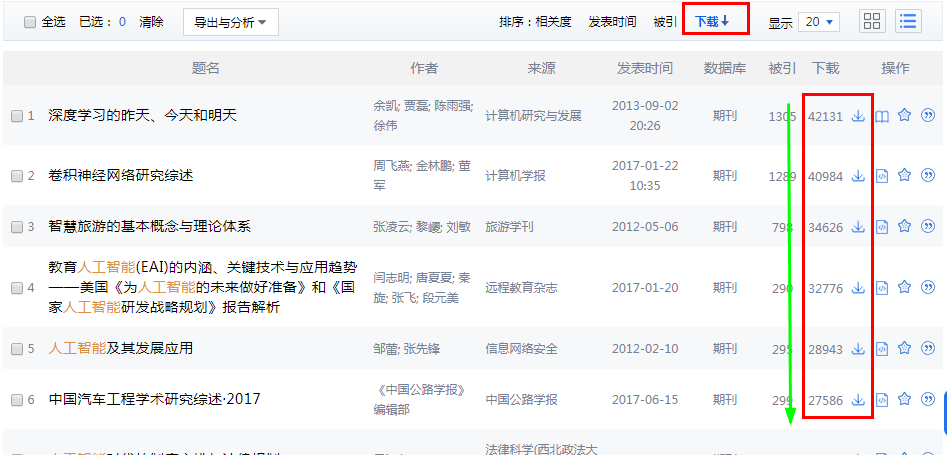 全选 已选： 0 清除 导出与分析 排序：相关度 发表时间 被引 下载 显示 20
题名 作者 来源 发表时间 数据库 被引 下载 操作
1 深度学习的昨天、今天和明天 余凯; 贾磊; 陈雨强; 徐伟 计算机研究与发展 2013-09-02 20:26 期刊 1305 42131
2 卷积神经网络研究综述 周飞燕; 金林鹏; 董军 计算机学报 2017-01-22 10:35 期刊 1289 40984
3 智慧旅游的基本概念与理论体系 张凌云; 黎巎; 刘敏 旅游学刊 2012-05-06 期刊 798 34626
4 教育人工智能(EAI)的内涵、关键技术与应用趋势——美国《为人工智能的未来做好准备》和《国家人工智能研发战略规划》报告解析 闫志明; 唐夏夏; 秦旋; 张飞; 段元美 远程教育杂志 2017-01-20 期刊 290 32776
5 人工智能及其发展应用 邹蕾; 张先锋 信息网络安全 2012-02-10 期刊 295 28943
6 中国汽车工程学术研究综述·2017 《中国公路学报》编辑部 中国公路学报 2017-06-15 期刊 299 27586
法律科学(西北政法大